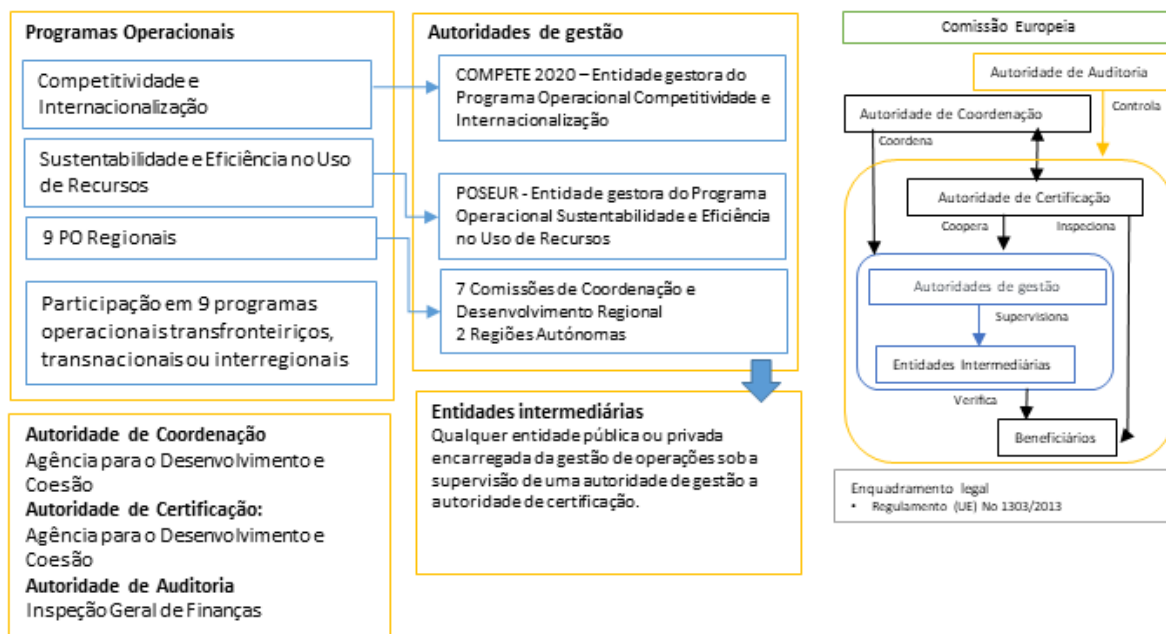 Programas Operacionais
Competitividade e
Internacionalização
Sustentabilidade e Eficiência no Uso
de Recursos
9 PO Regionais
Participação em 9 programas
operacionais transfronteiriços,
transnacionais ou interregionais
Autoridade de Coordenação
Agência para o Desenvolvimento e
Coesão
Autoridade de Certificação:
Agência para o Desenvolvimento e
Coesão
Autoridade de Auditoria
Inspeção Geral de Finanças
Autoridades de gestão
COMPETE 2020 – Entidade gestora do
Programa Operacional Competitividade e
Internacionalização
POSEUR - Entidade gestora do Programa
Operacional Sustentabilidade e Eficiência
no Uso de Recursos
7 Comissões de Coordenação e
Desenvolvimento Regional
2 Regiões Autónomas
Entidades intermediárias
Qualquer entidade pública ou privada
encarregada da gestão de operações sob a
supervisão de uma autoridade de gestão a
autoridade de certificação.
Comissão Europeia
Autoridade de Auditoria
Controla
Autoridade de Coordenação
Coordena
Autoridade de Certificação
Coopera
Inspeciona
Autoridades de gestão
Supervisiona
Entidades Intermediárias
Verifica
Beneficiários
Enquadramento legal
• Regulamento (UE) No 1303/2013